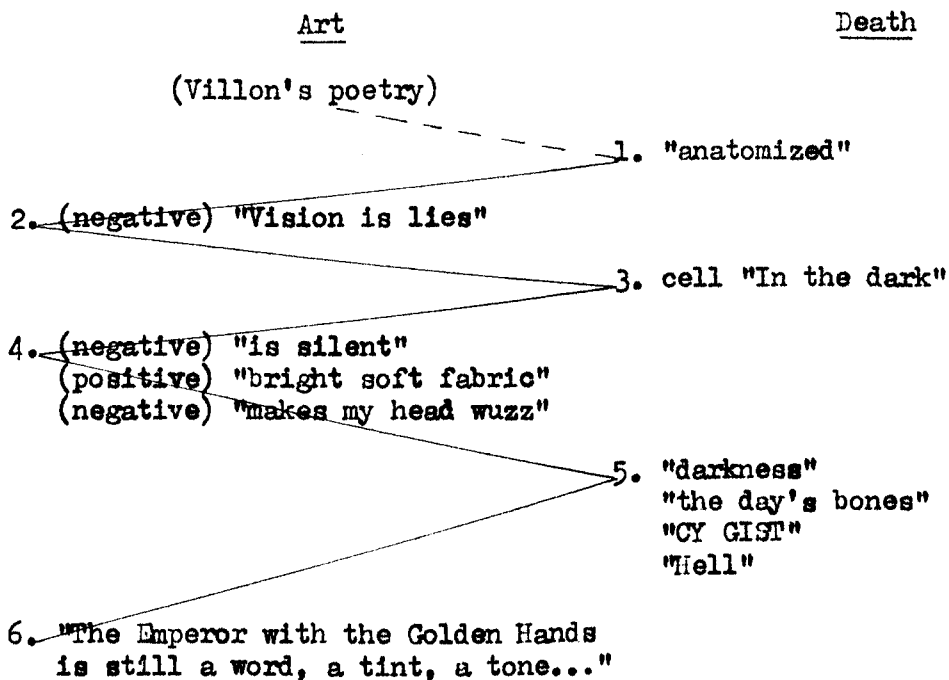 Art Death
(Villon's poetry)
1. "anatomized"
2. (negative) "Vision is lies"
3. cell "In the dark"
4. (negative) "is silent"
(positive) "bright soft fabric"
(negative) "makes my head wuzz"
5. "darkness"
"the day's bones"
"CY GIST"
"Hell"
6. "The Emperor with the Golden Hands
is still a word, a tint, a tone..."